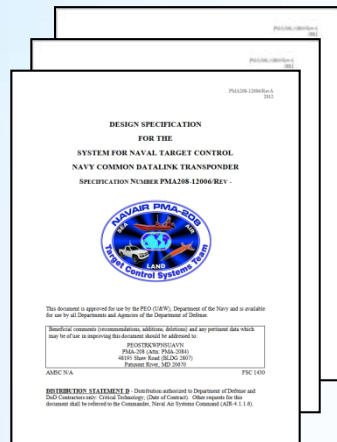 PMA208-12006/Rev A
2012
DESIGN SPECIFICATION
FOR THE
SYSTEM FOR NAVAL TARGET CONTROL
NAVY COMMON DATALINK TRANSPONDER
SPECIFICATION NUMBER PMA208-12006/REV -
NAVAIR PMA-208
SEA AIR
LAND
Target Control Systems Team
This document is approved for use by the PEO (U&W), Department of the Navy and is available
for use by all Departments and Agencies of the Department of Defense.
Beneficial comments (recommendations, additions, deletions) and any pertinent data which
may be of use in improving this document should be addressed to:
PEOSTRKWPNSUAVN
PMA-208 (Attn: PMA-2084)
48195 Shaw Road (BLDG 3807)
Patuxent River, MD 20670
AMSC N/A FSC 1430
DISTRIBUTION STATEMENT D - Distribution authorized to Department of Defense and
DoD Contractors only: Critical Technology; (Date of Contract). Other requests for this
document shall be referred to the Commander, Naval Air Systems Command (AIR-4.1.1.6).